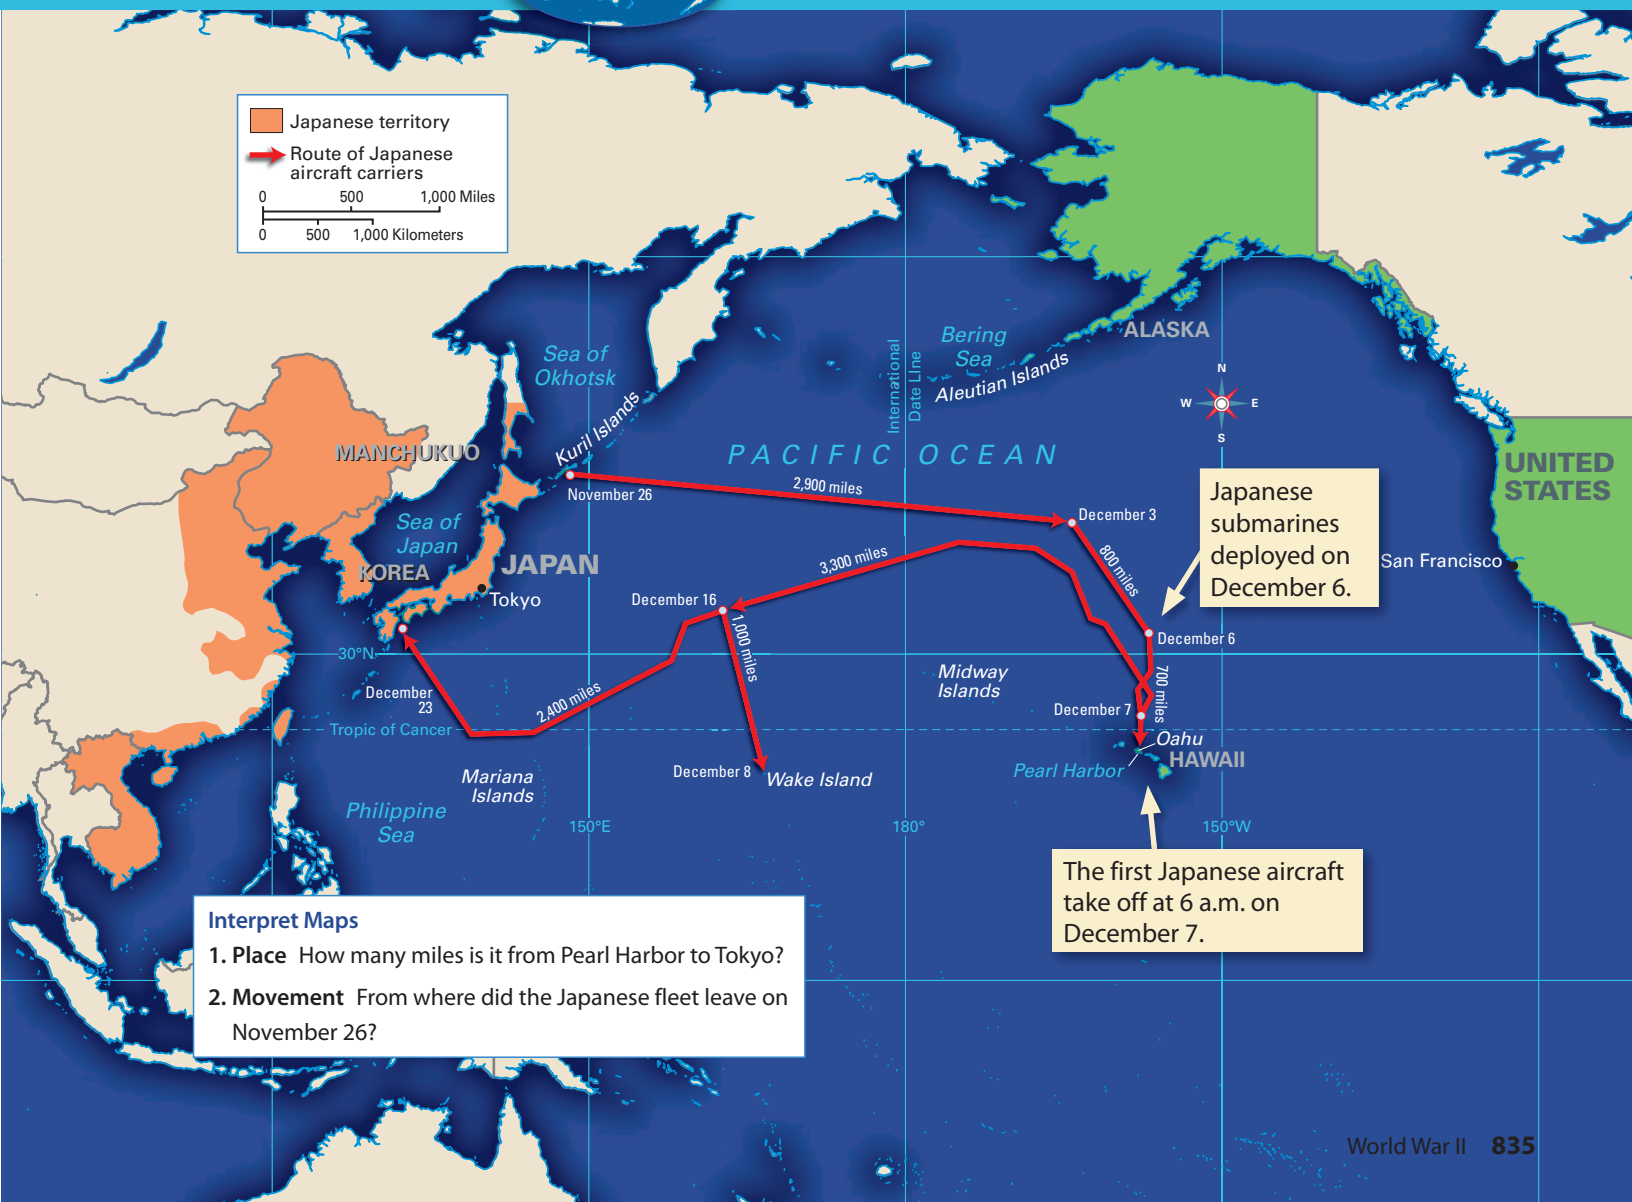 Japanese territory
Route of Japanese
aircraft carriers
0 500 1,000 Miles
0 500 1,000 Kilometers
ALASKA
Bering
Sea
Aleutian Islands
International
Date LIne
Sea of
Okhotsk
Kuril Islands
N
W E
S
MANCHUKUO
PACIFIC OCEAN
UNITED
STATES
2,900 miles
November 26
December 3
Japanese
submarines
deployed on
December 6.
Sea of
Japan
KOREA
JAPAN
Tokyo
3,300 miles
800 miles
San Francisco
December 16
1,000 miles
December 6
30°N
Midway
Islands
700 miles
December
23
2,400 miles
December 7
Tropic of Cancer
Oahu
HAWAII
Pearl Harbor
December 8
Wake Island
Mariana
Islands
Philippine
Sea
150°E
180°
150°W
The first Japanese aircraft
take off at 6 a.m. on
December 7.
Interpret Maps
1. Place How many miles is it from Pearl Harbor to Tokyo?
2. Movement From where did the Japanese fleet leave on
November 26?
World War II 835